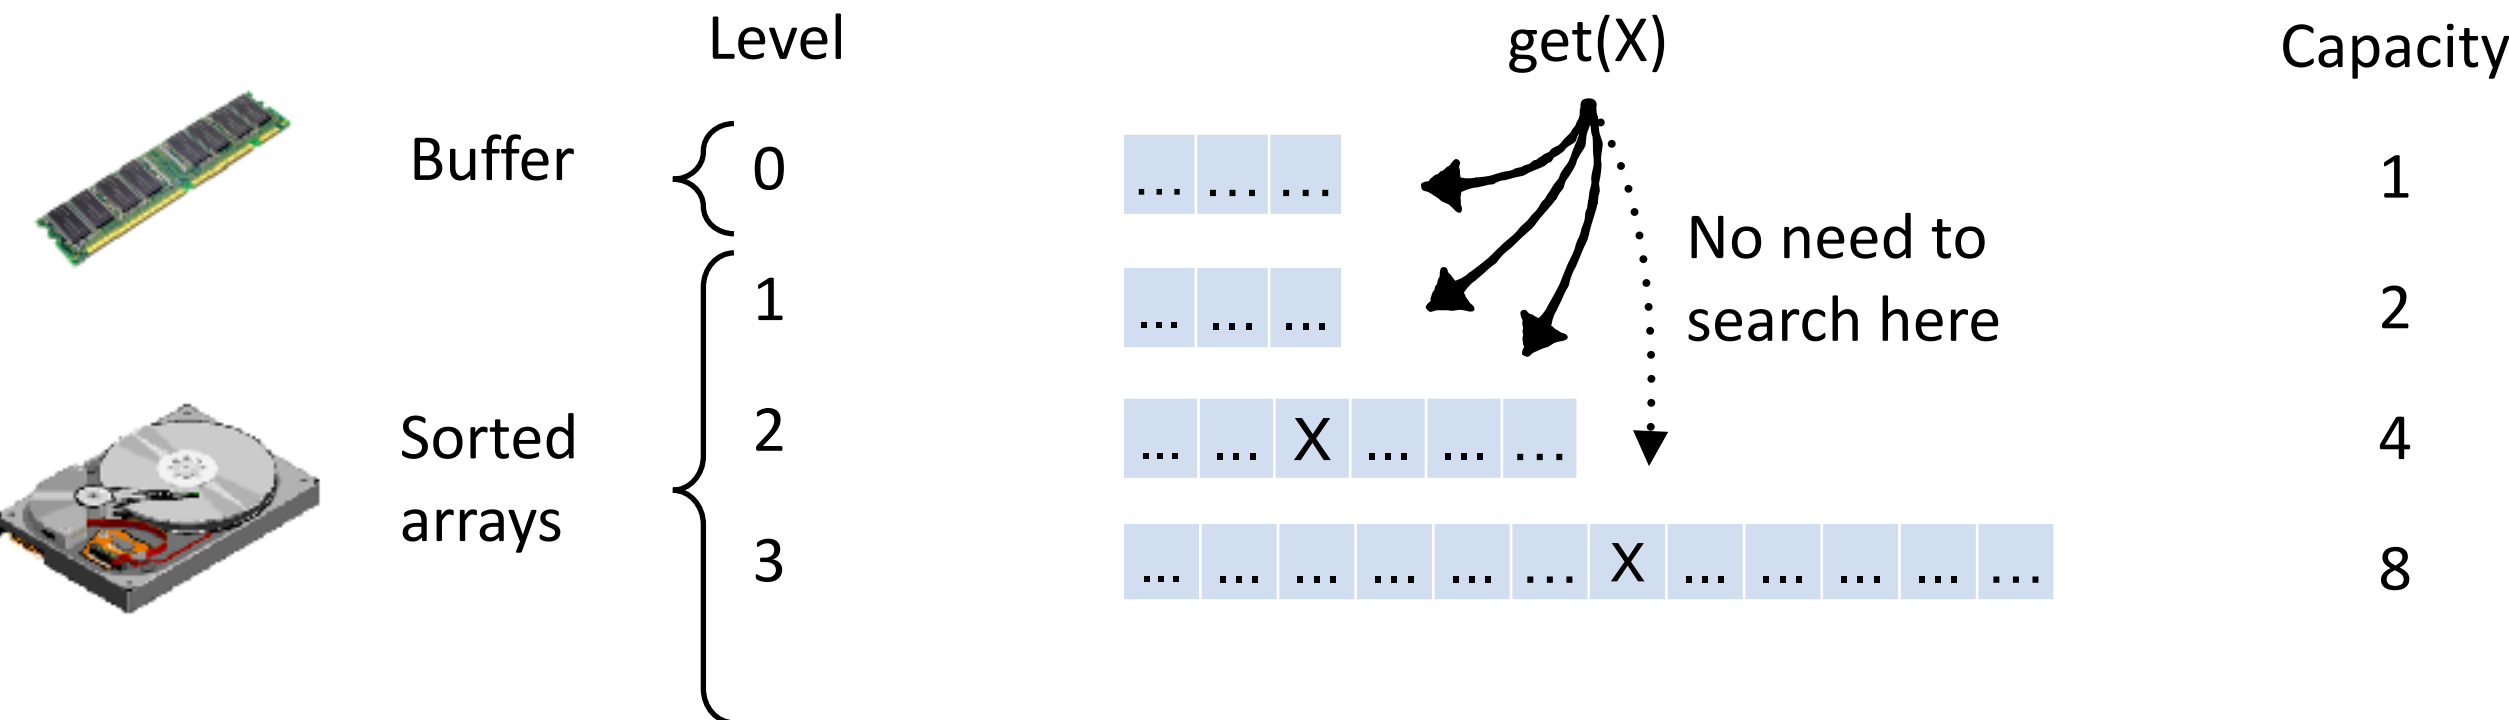 Level get(X) Capacity
Buffer 0 ... ... ... 1
No need to
search here
1 ... ... ... 2
Sorted
arrays
2 ... ... X ... ... ... 4
3 ... ... ... ... ... ... X ... ... ... ... ... 8